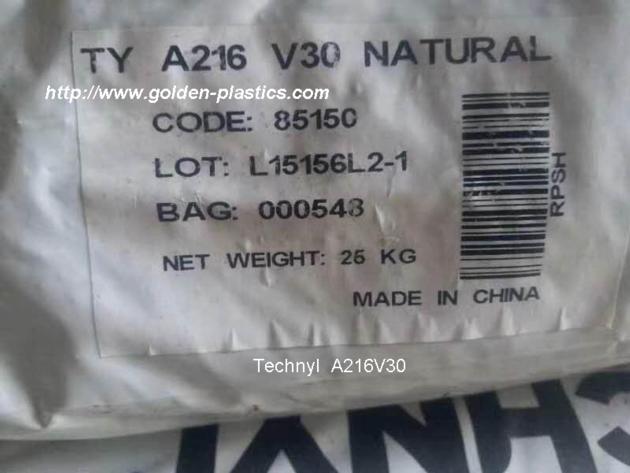 TY A216 V30 NATURAL
http://www.golden-plastics.com
CODE: 85150
LOT: L15156L2-1
BAG: 000548
RPSH
NET WEIGHT: 25 KG
MADE IN CHINA
Technyl A216V30
CHNYL